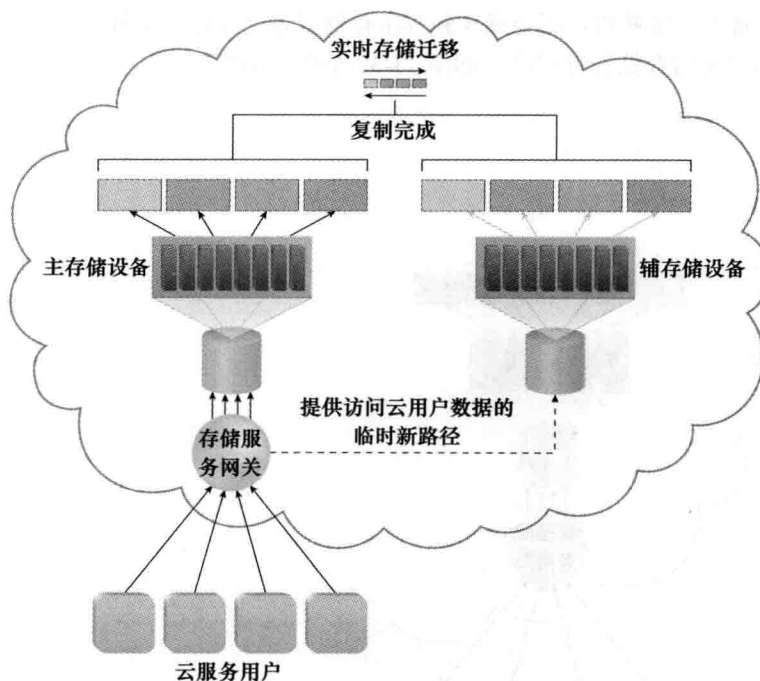 实时存储迁移
复制完成
主存储设备
辅存储设备
提供访问云用户数据的
临时新路径
存储服
务网关
云服务用户